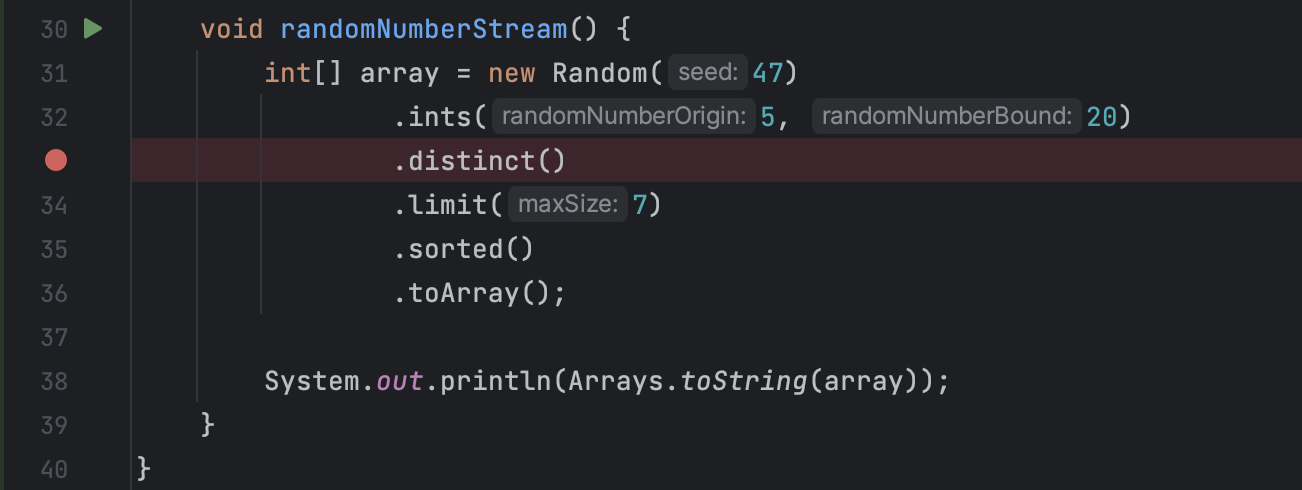 30 void randomNumberStream() {
31 int[] array = new Random( seed: 47)
32 .ints( randomNumberOrigin: 5, randomNumberBound: 20)
.distinct()
34 .limit( maxSize: 7)
35 .sorted()
36 .toArray();
37
38 System.out.println(Arrays.toString(array));
39 }
40 }